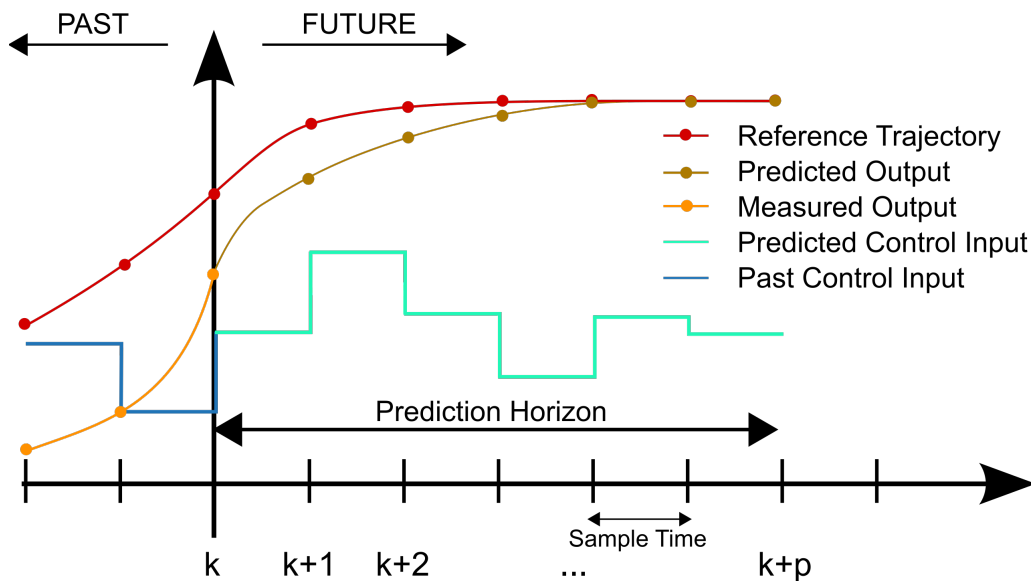 PAST
FUTURE
Reference Trajectory
Predicted Output
Measured Output
Predicted Control Input
Past Control Input
Prediction Horizon
Sample Time
k
k+1
k+2
...
k+p